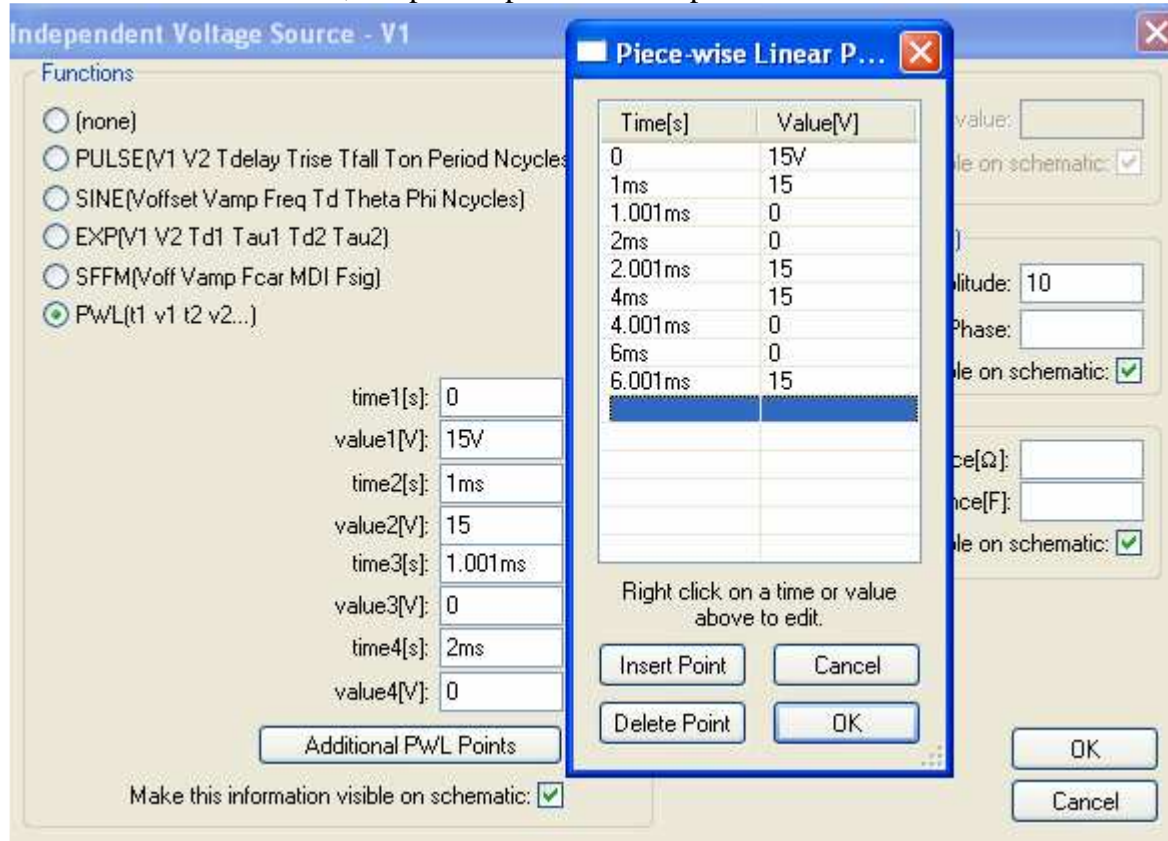 Independent Voltage Source - V1
Functions
(none)
PULSE(V1 V2 Tdelay Trise Tfall Ton Period Ncycles
SINE(Voffset Vamp Freq Td Theta Phi Ncycles)
EXP(V1 V2 Td1 Tau1 Td2 Tau2)
SFFM(Voff Vamp Fcar MDI Fsig)
PWL(t1 v1 t2 v2...)
time1[s]: 0
value1[V]: 15V
time2[s]: 1ms
value2[V]: 15
time3[s]: 1.001ms
value3[V]: 0
time4[s]: 2ms
value4[V]: 0
Additional PWL Points
Make this information visible on schematic:
Piece-wise Linear P...
Time[s] Value[V]
0 15V
1ms 15
1.001ms 0
2ms 0
2.001ms 15
4ms 15
4.001ms 0
6ms 0
6.001ms 15
Right click on a time or value
above to edit.
Insert Point Cancel
Delete Point OK
value:
le on schematic:
)
litude: 10
Phase:
le on schematic:
ce[Ω]:
nce[F]:
le on schematic:
OK
Cancel